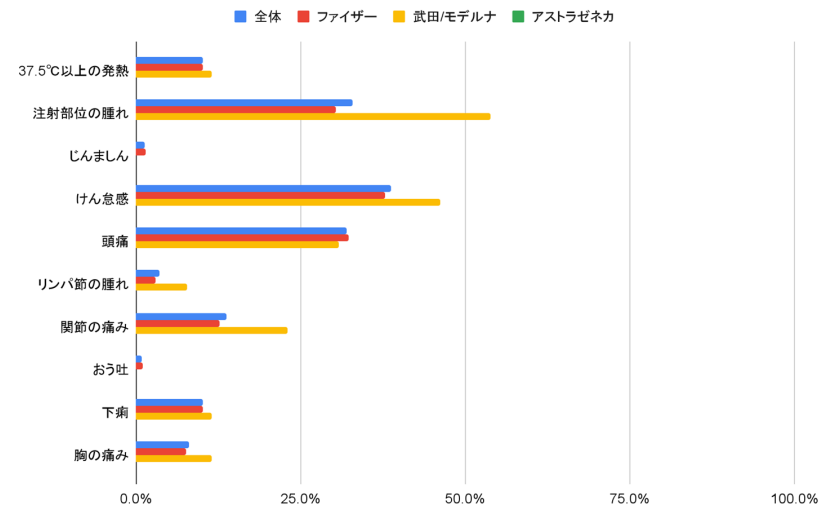 全体 ファイザー 武田/モデルナ アストラゼネカ
37.5℃以上の発熱
注射部位の腫れ
じんましん
けん怠感
頭痛
リンパ節の腫れ
関節の痛み
おう吐
下痢
胸の痛み
0.0% 25.0% 50.0% 75.0% 100.0%